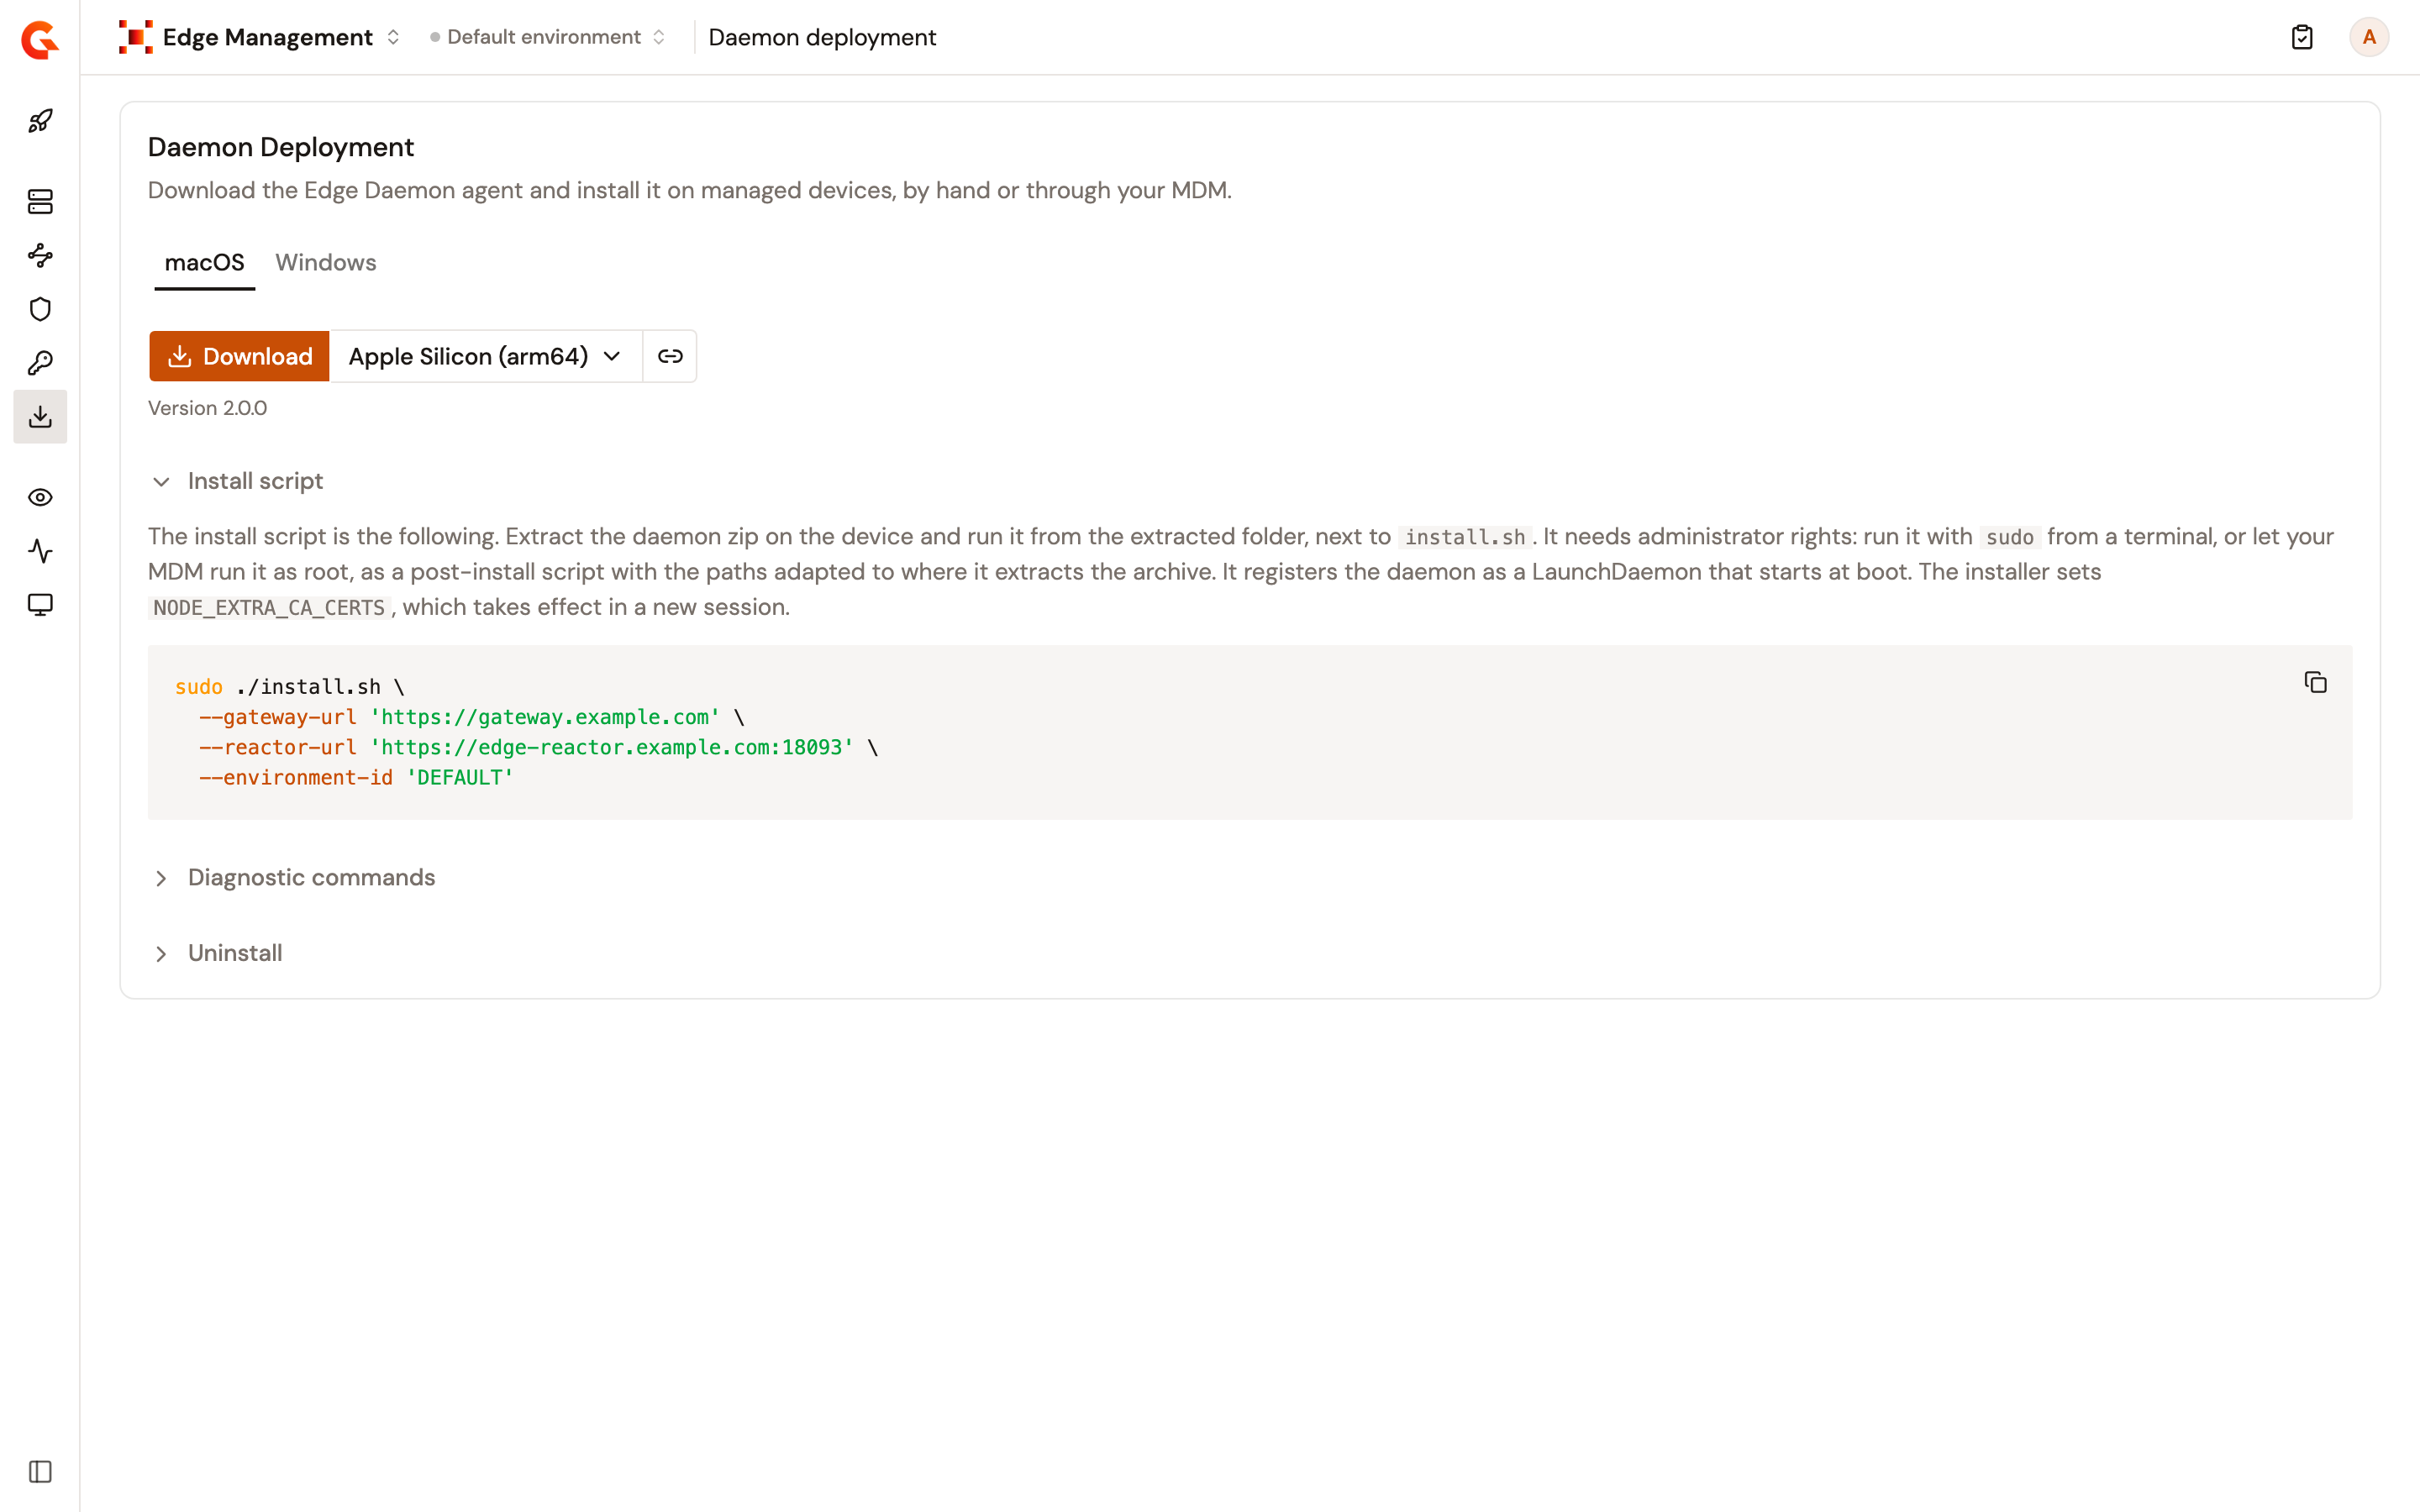 Edge Management
Default environment
Daemon deployment
A
Daemon Deployment
Download the Edge Daemon agent and install it on managed devices, by hand or through your MDM.
macOS
Windows
Download
Apple Silicon (arm64)
Version 2.0.0
Install script
The install script is the following. Extract the daemon zip on the device and run it from the extracted folder, next to install.sh. It needs administrator rights: run it with sudo from a terminal, or let your
MDM run it as root, as a post-install script with the paths adapted to where it extracts the archive. It registers the daemon as a LaunchDaemon that starts at boot. The installer sets
NODE_EXTRA_CA_CERTS, which takes effect in a new session.
sudo ./install.sh \
--gateway-url 'https://gateway.example.com' \
--reactor-url 'https://edge-reactor.example.com:18093' \
--environment-id 'DEFAULT'
Diagnostic commands
Uninstall